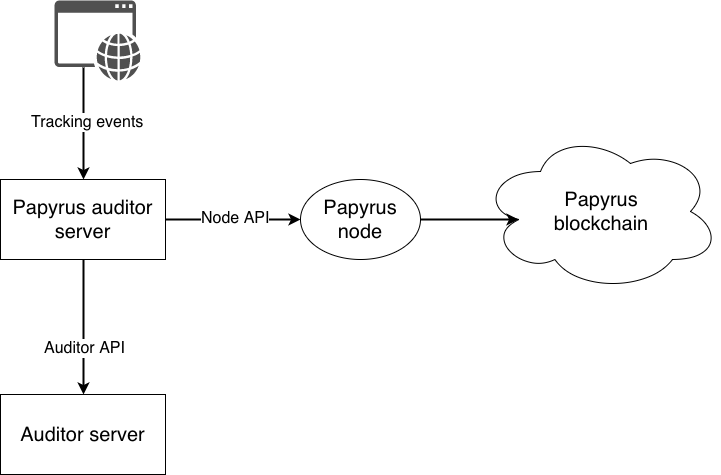 Tracking events
Papyrus auditor
server
Node API
Papyrus
node
Papyrus
blockchain
Auditor API
Auditor server